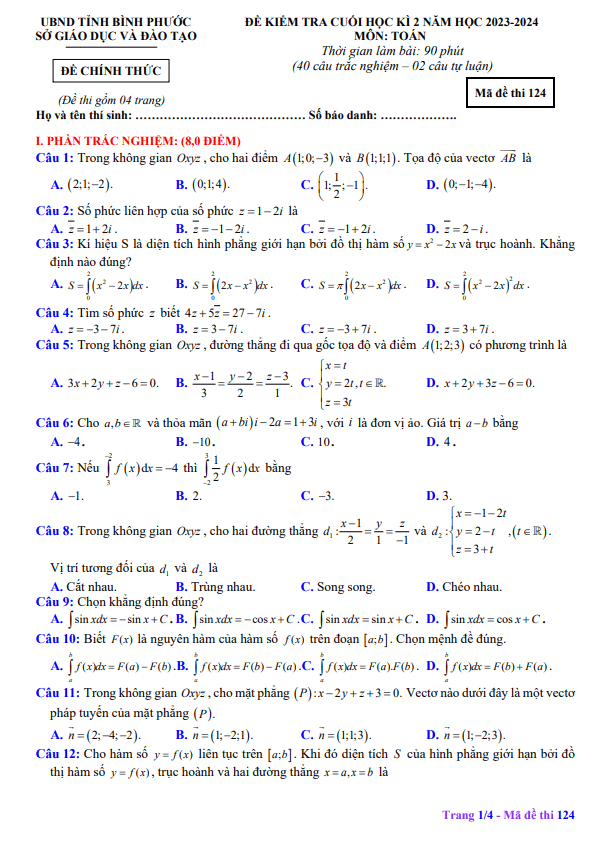 UBND TỈNH BÌNH PHƯỚC
SỞ GIÁO DỤC VÀ ĐÀO TẠO
ĐỀ CHÍNH THỨC
(Đề thi gồm 04 trang)
ĐỀ KIỂM TRA CUỐI HỌC KÌ 2 NĂM HỌC 2023-2024
MÔN: TOÁN
Thời gian làm bài: 90 phút
(40 câu trắc nghiệm – 02 câu tự luận)
Mã đề thi 124
Họ và tên thí sinh: …………………………………… Số báo danh: ……………….
I. PHẦN TRẮC NGHIỆM: (8,0 ĐIỂM)
Câu 1: Trong không gian Oxyz, cho hai điểm A(1;0;−3) và B(1;1;1). Tọa độ của vectơ $\overrightarrow{AB}$ là
A. (2;1;−2). B. (0;1;4). C. $\left(1;\frac{1}{2};-1\right)$. D. (0;−1;−4).
Câu 2: Số phức liên hợp của số phức z = 1−2i là
A. $\overline{z}$ = 1+2i. B. $\overline{z}$ = −1−2i. C. $\overline{z}$ = −1+2i. D. $\overline{z}$ = 2−i.
Câu 3: Kí hiệu S là diện tích hình phẳng giới hạn bởi đồ thị hàm số y = x² − 2x và trục hoành. Khẳng
định nào đúng?
A. $S=\int_0^2(x^2-2x)dx$. B. $S=\int_0^2(2x-x^2)dx$. C. $S=\pi\int_0^2(2x-x^2)dx$. D. $S=\int_0^2(x^2-2x)^2dx$.
Câu 4: Tìm số phức z biết 4z + 5$\overline{z}$ = 27 − 7i.
A. z = −3−7i. B. z = 3−7i. C. z = −3+7i. D. z = 3+7i.
Câu 5: Trong không gian Oxyz, đường thẳng đi qua gốc tọa độ và điểm A(1;2;3) có phương trình là
A. 3x+2y+z−6=0. B. $\frac{x-1}{3}=\frac{y-2}{2}=\frac{z-3}{1}$. C. $\begin{cases}x=t\\y=2t, t\in\mathbb{R}.\\z=3t\end{cases}$ D. x+2y+3z−6=0.
Câu 6: Cho a,b∈ℝ và thỏa mãn (a+bi)i−2a=1+3i, với i là đơn vị ảo. Giá trị a−b bằng
A. −4. B. −10. C. 10. D. 4.
Câu 7: Nếu $\int_3^{-2}f(x)dx=-4$ thì $\int_{-2}^{3}\frac{1}{2}f(x)dx$ bằng
A. −1. B. 2. C. −3. D. 3.
Câu 8: Trong không gian Oxyz, cho hai đường thẳng $d_1:\frac{x-1}{2}=\frac{y}{1}=\frac{z}{-1}$ và $d_2:\begin{cases}x=-1-2t\\y=2-t\\z=3+t\end{cases},(t\in\mathbb{R})$.
Vị trí tương đối của d₁ và d₂ là
A. Cắt nhau. B. Trùng nhau. C. Song song. D. Chéo nhau.
Câu 9: Chọn khẳng định đúng?
A. ∫sin xdx = −sin x+C. B. ∫sin xdx = −cos x+C. C. ∫sin xdx = sin x+C. D. ∫sin xdx = cos x+C.
Câu 10: Biết F(x) là nguyên hàm của hàm số f(x) trên đoạn [a;b]. Chọn mệnh đề đúng.
A. $\int_a^b f(x)dx=F(a)-F(b)$. B. $\int_a^b f(x)dx=F(b)-F(a)$. C. $\int_a^b f(x)dx=F(a).F(b)$. D. $\int_a^b f(x)dx=F(b)+F(a)$.
Câu 11: Trong không gian Oxyz, cho mặt phẳng (P): x−2y+z+3=0. Vectơ nào dưới đây là một vectơ
pháp tuyến của mặt phẳng (P).
A. $\vec{n}$ = (2;−4;−2). B. $\vec{n}$ = (1;−2;1). C. $\vec{n}$ = (1;1;3). D. $\vec{n}$ = (1;−2;3).
Câu 12: Cho hàm số y = f(x) liên tục trên [a;b]. Khi đó diện tích S của hình phẳng giới hạn bởi đồ
thị hàm số y = f(x), trục hoành và hai đường thẳng x = a, x = b là
Trang 1/4 - Mã đề thi 124